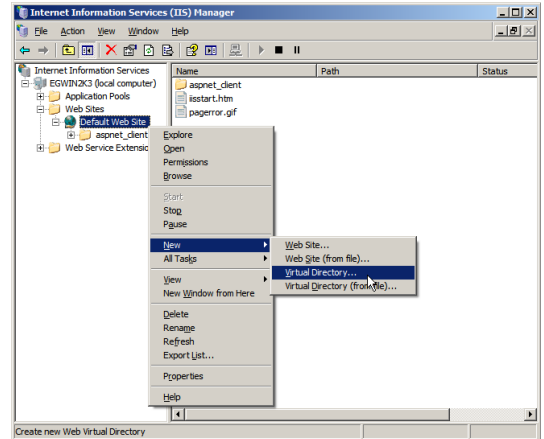 Internet Information Services (IIS) Manager
File Action View Window Help
Internet Information Services
EGWIN2K3 (local computer)
Application Pools
Web Sites
Default Web Site
aspnet_client
Web Service Extensio
Name Path Status
aspnet_client
iisstart.htm
pagerror.gif
Explore
Open
Permissions
Browse
Start
Stop
Pause
New
All Tasks
View
New Window from Here
Delete
Rename
Refresh
Export List...
Properties
Help
Web Site...
Web Site (from file)...
Virtual Directory...
Virtual Directory (from file)...
Create new Web Virtual Directory